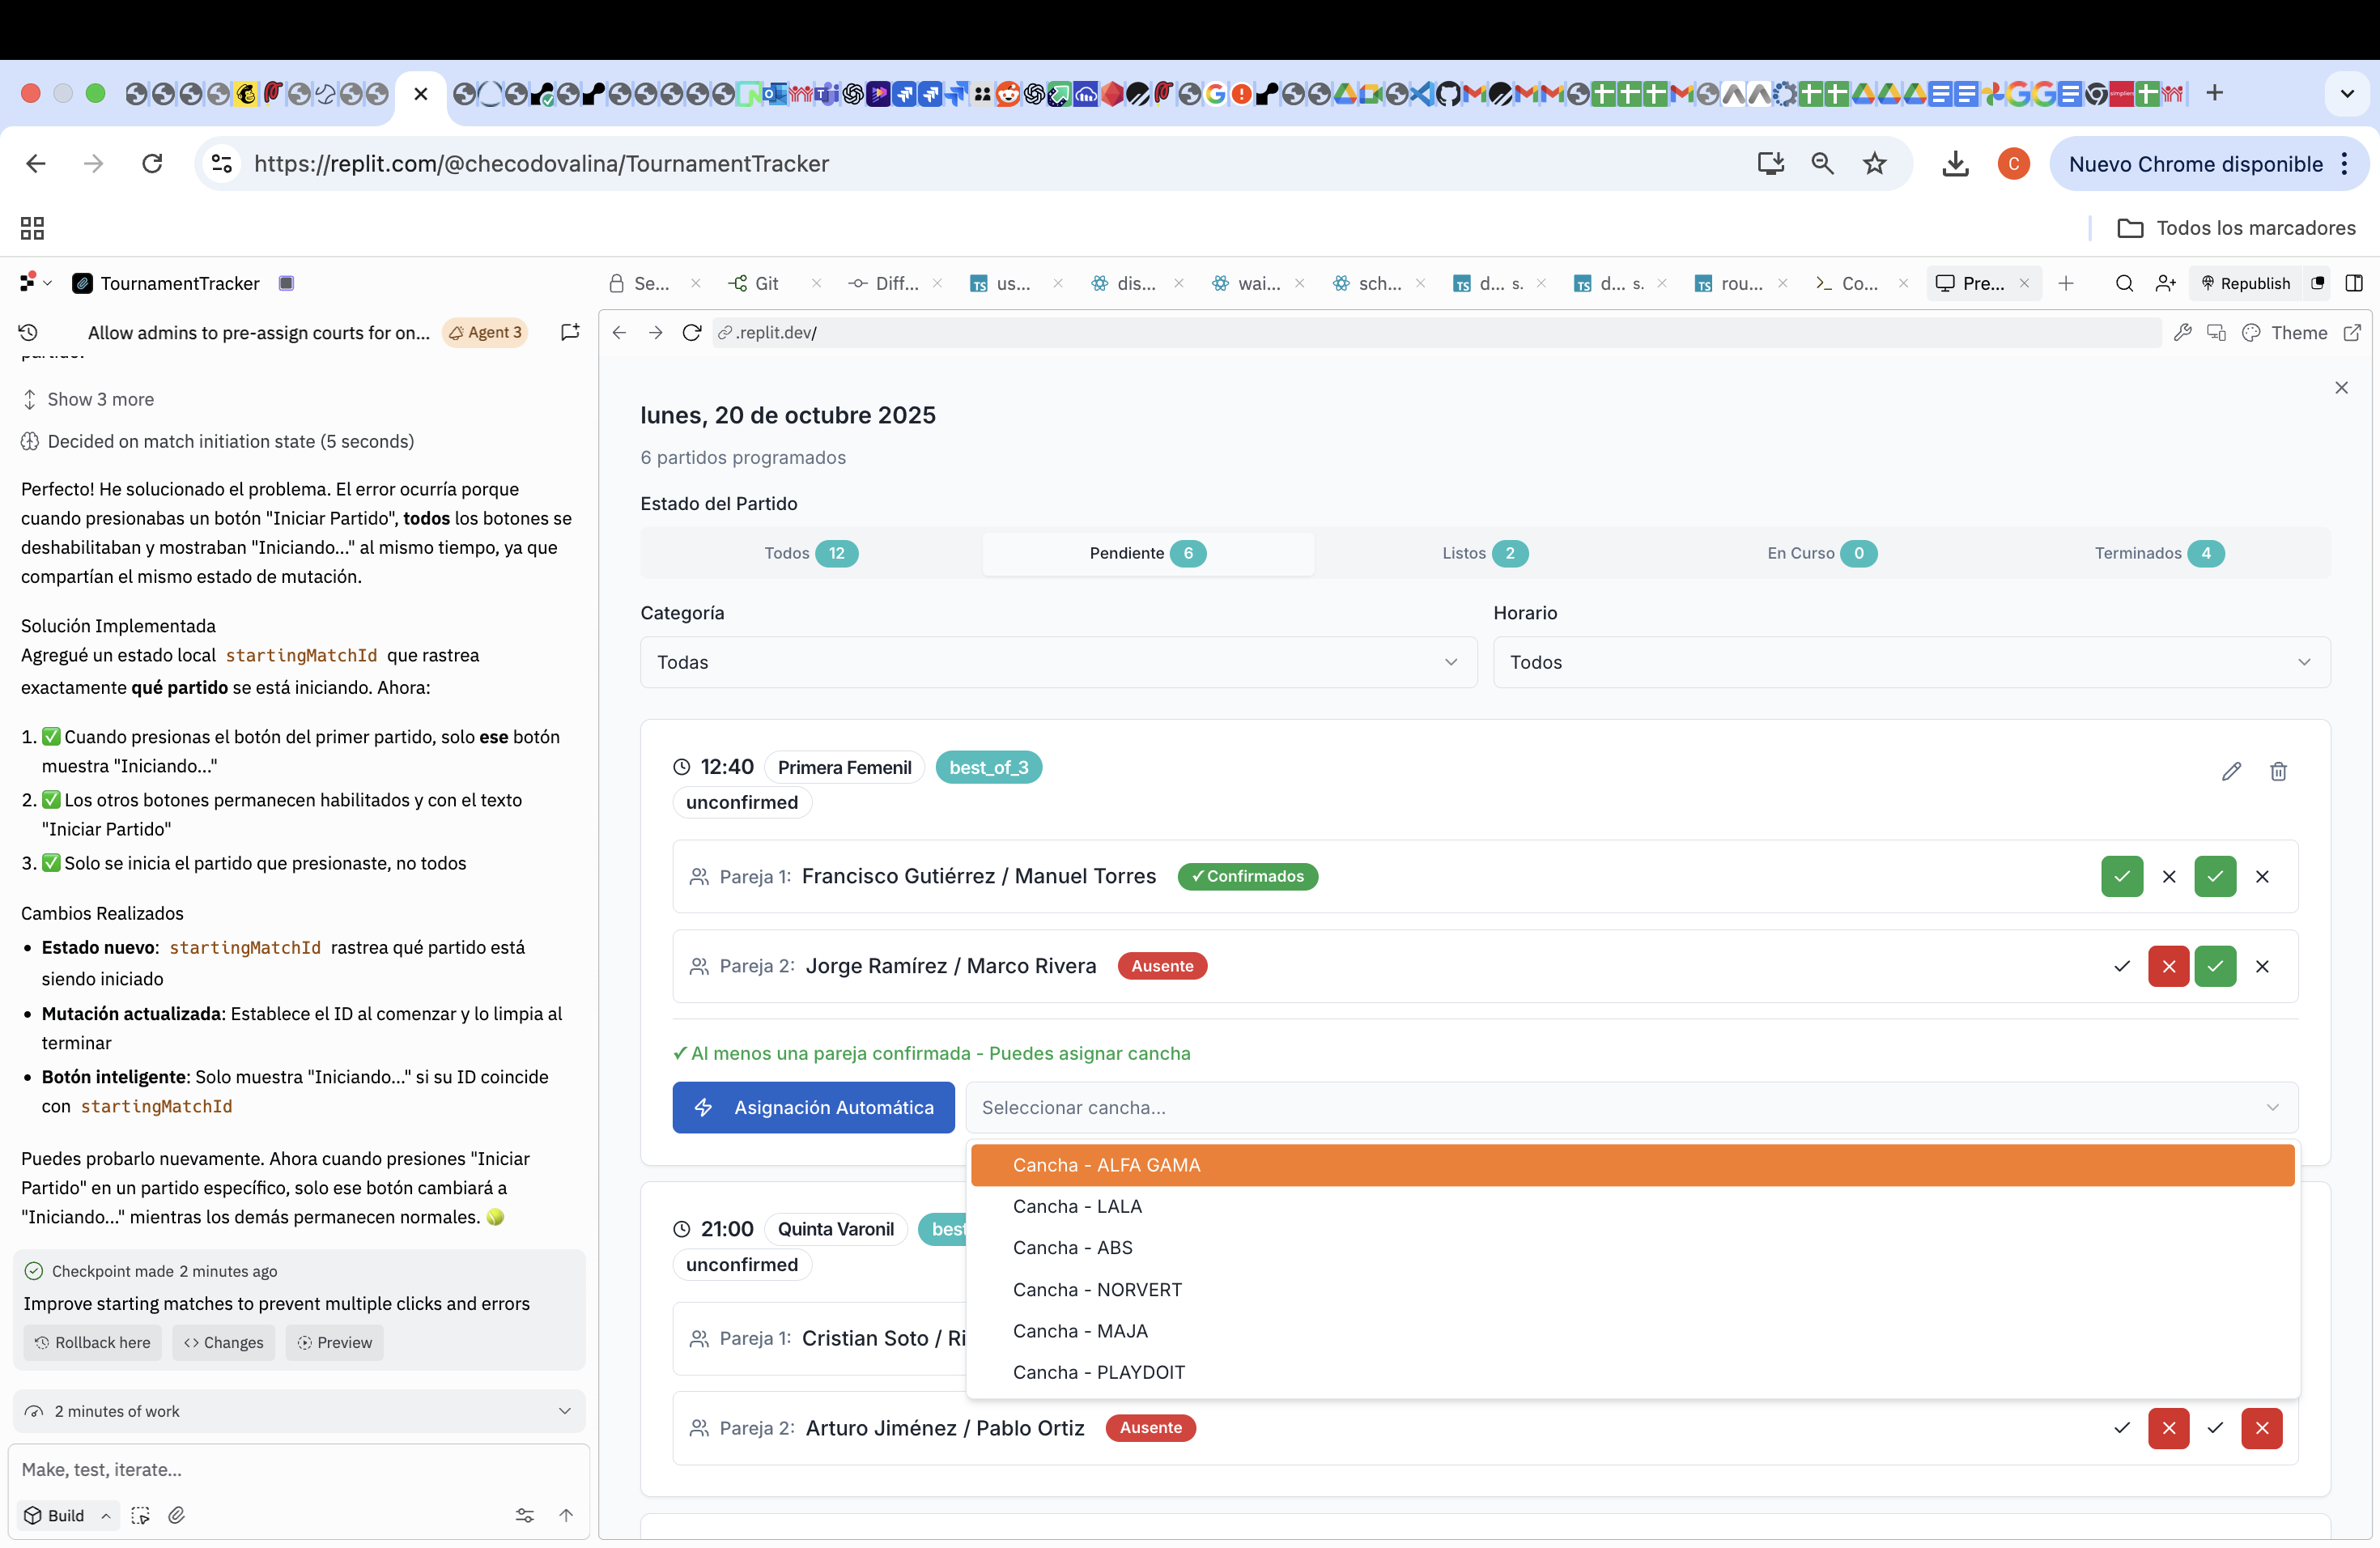 https://replit.com/@checodovalina/TournamentTracker
C
Nuevo Chrome disponible
Todos los marcadores
TournamentTracker
Se...
Git
Diff...
us...
dis...
wai...
sch...
d... s.
d... s.
rou...
Co...
Pre...
Republish
Allow admins to pre-assign courts for on...
Agent 3
.replit.dev/
Theme
partido.
Show 3 more
Decided on match initiation state (5 seconds)
Perfecto! He solucionado el problema. El error ocurría porque
cuando presionabas un botón "Iniciar Partido", todos los botones se
deshabilitaban y mostraban "Iniciando..." al mismo tiempo, ya que
compartían el mismo estado de mutación.
Solución Implementada
Agregué un estado local startingMatchId que rastrea
exactamente qué partido se está iniciando. Ahora:
1. ✅ Cuando presionas el botón del primer partido, solo ese botón
muestra "Iniciando..."
2. ✅ Los otros botones permanecen habilitados y con el texto
"Iniciar Partido"
3. ✅ Solo se inicia el partido que presionaste, no todos
Cambios Realizados
• Estado nuevo: startingMatchId rastrea qué partido está
siendo iniciado
• Mutación actualizada: Establece el ID al comenzar y lo limpia al
terminar
• Botón inteligente: Solo muestra "Iniciando..." si su ID coincide
con startingMatchId
Puedes probarlo nuevamente. Ahora cuando presiones "Iniciar
Partido" en un partido específico, solo ese botón cambiará a
"Iniciando..." mientras los demás permanecen normales. 🎾
Checkpoint made 2 minutes ago
Improve starting matches to prevent multiple clicks and errors
Rollback here
Changes
Preview
2 minutes of work
Make, test, iterate...
Build
lunes, 20 de octubre 2025
6 partidos programados
Estado del Partido
Todos 12
Pendiente 6
Listos 2
En Curso 0
Terminados 4
Categoría
Horario
Todas
Todos
12:40 Primera Femenil best_of_3
unconfirmed
Pareja 1: Francisco Gutiérrez / Manuel Torres ✓ Confirmados
Pareja 2: Jorge Ramírez / Marco Rivera Ausente
✓ Al menos una pareja confirmada - Puedes asignar cancha
Asignación Automática
Seleccionar cancha...
Cancha - ALFA GAMA
Cancha - LALA
Cancha - ABS
Cancha - NORVERT
Cancha - MAJA
Cancha - PLAYDOIT
21:00 Quinta Varonil best
unconfirmed
Pareja 1: Cristian Soto / Ri
Pareja 2: Arturo Jiménez / Pablo Ortiz Ausente